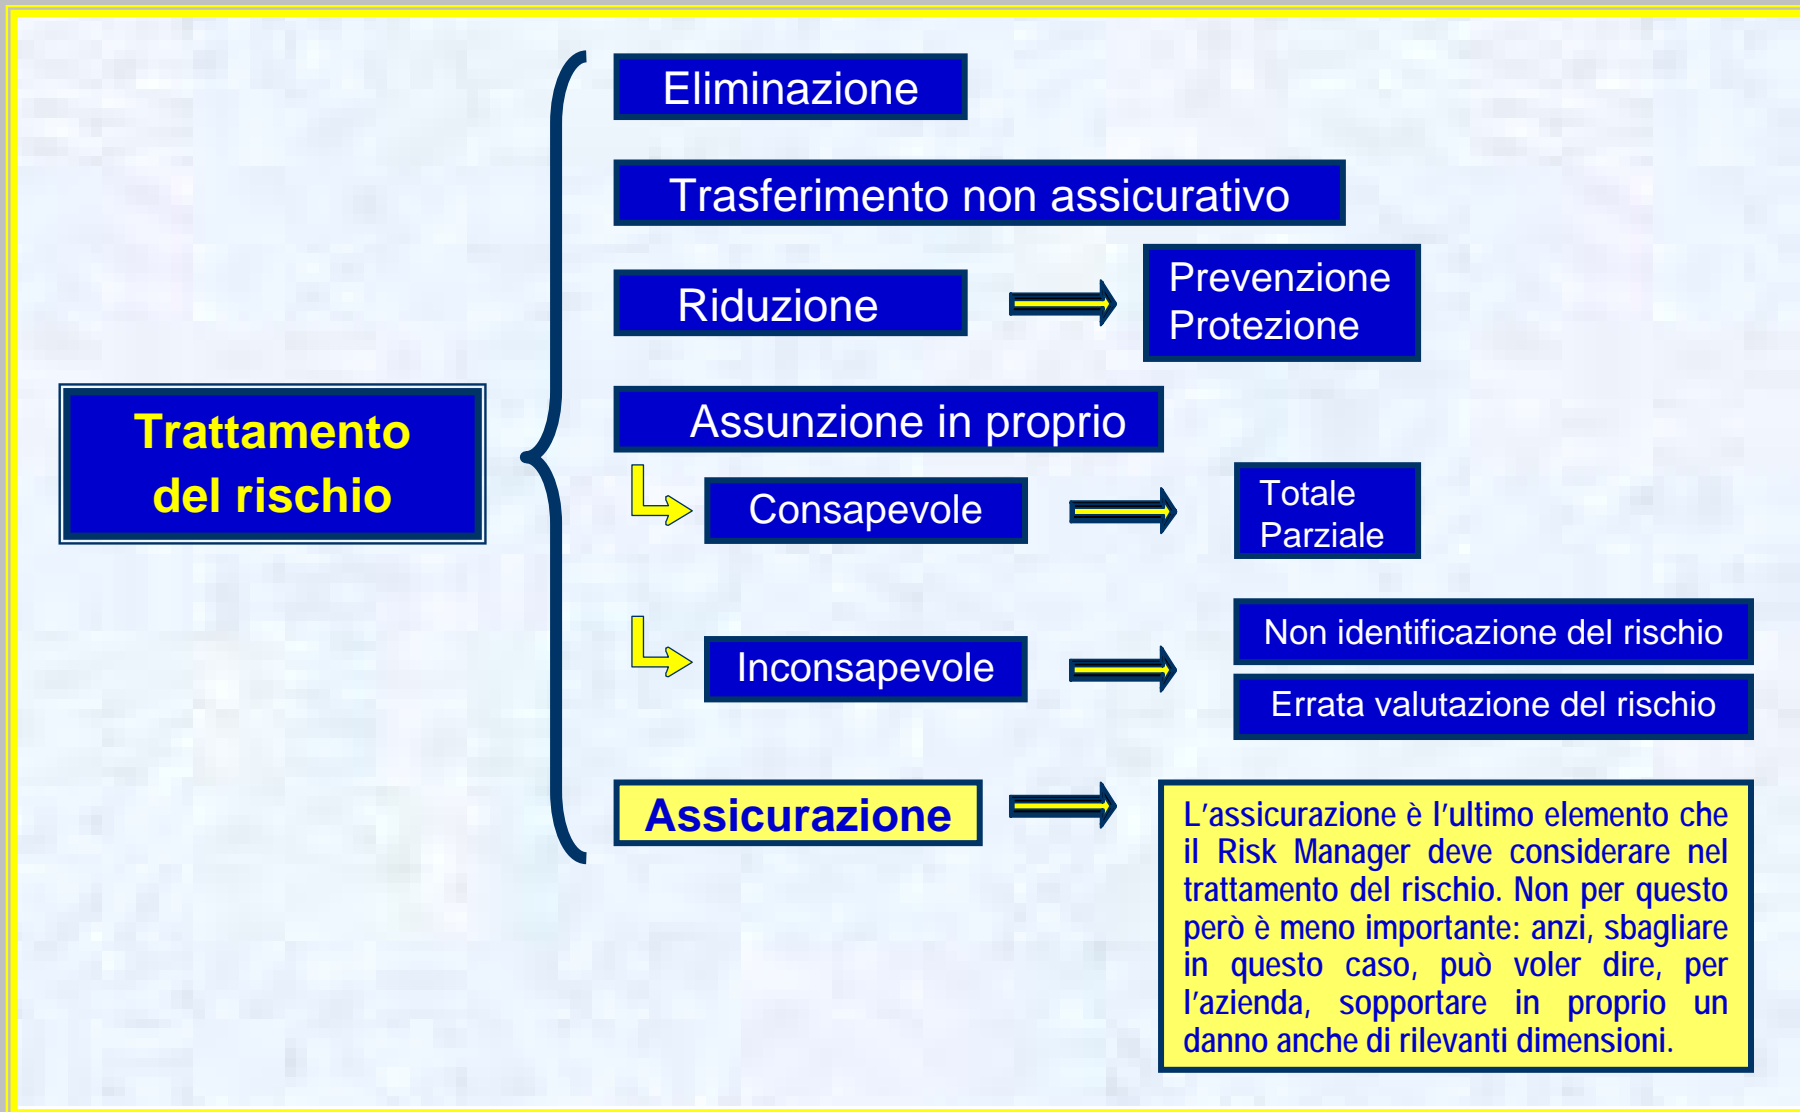 Trattamento
del rischio
Eliminazione
Trasferimento non assicurativo
Riduzione
Prevenzione
Protezione
Assunzione in proprio
Consapevole
Totale
Parziale
Inconsapevole
Non identificazione del rischio
Errata valutazione del rischio
Assicurazione
L'assicurazione è l'ultimo elemento che
il Risk Manager deve considerare nel
trattamento del rischio. Non per questo
però è meno importante: anzi, sbagliare
in questo caso, può voler dire, per
l'azienda, sopportare in proprio un
danno anche di rilevanti dimensioni.